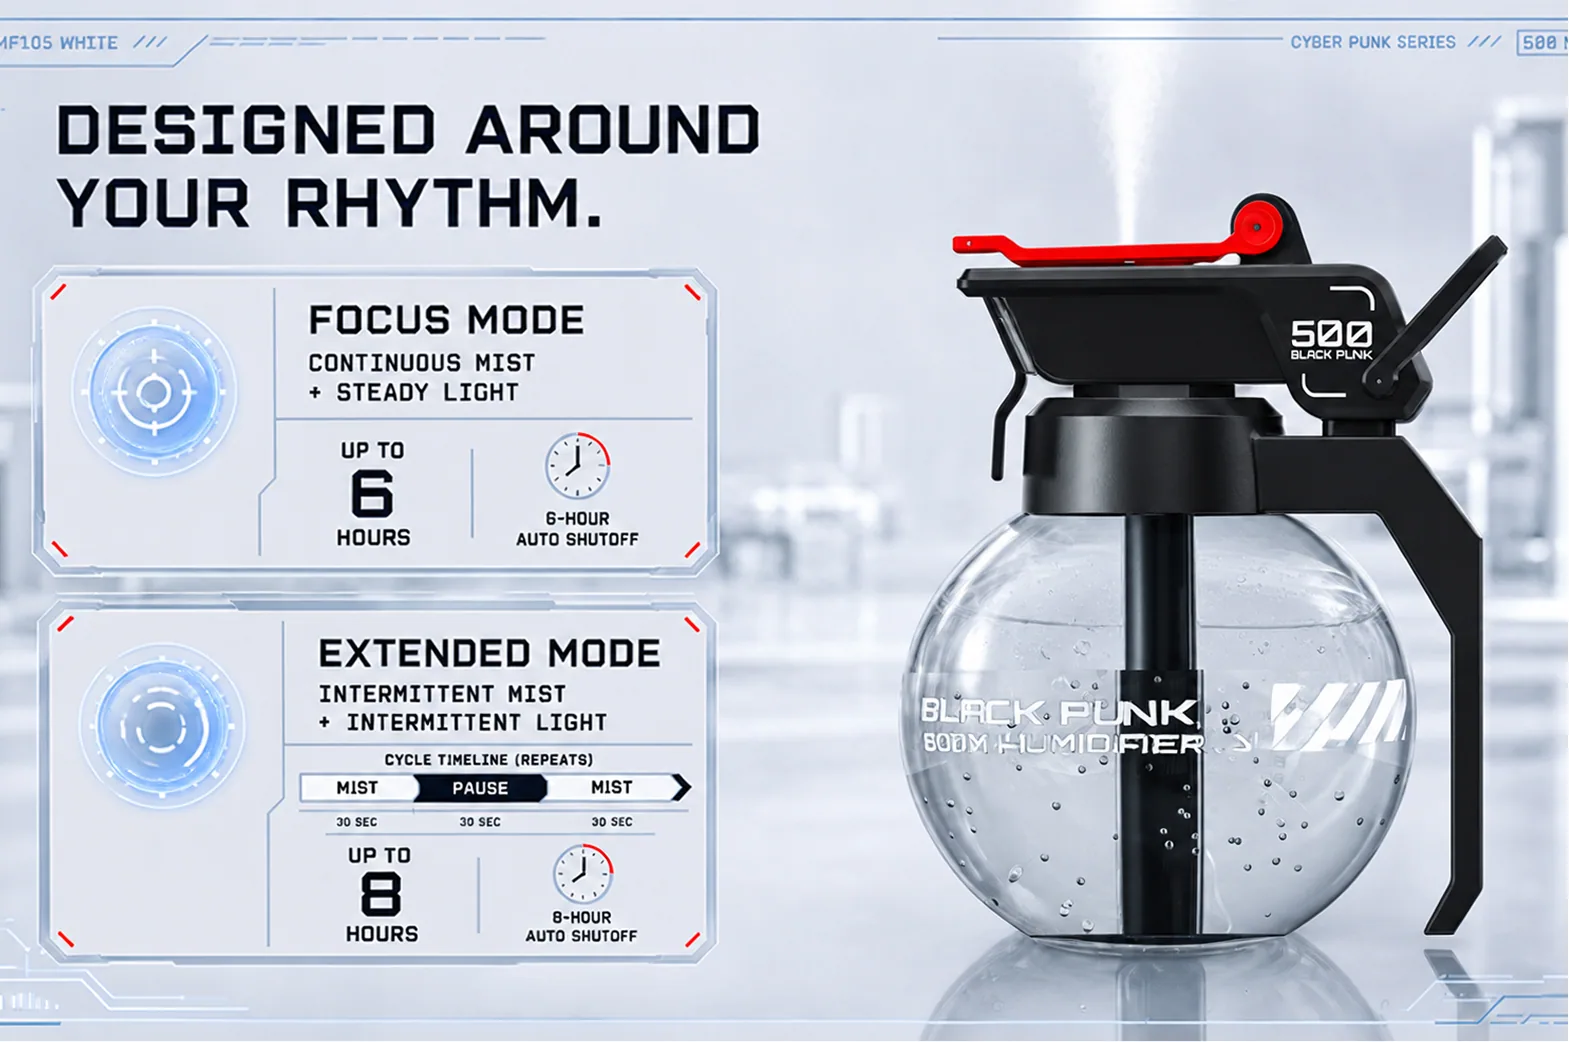 MF105 WHITE ///
CYBER PUNK SERIES ///
500
DESIGNED AROUND
YOUR RHYTHM.
FOCUS MODE
CONTINUOUS MIST
+ STEADY LIGHT
UP TO
6
HOURS
6-HOUR
AUTO SHUTOFF
EXTENDED MODE
INTERMITTENT MIST
+ INTERMITTENT LIGHT
CYCLE TIMELINE (REPEATS)
MIST PAUSE MIST
30 SEC 30 SEC 30 SEC
UP TO
8
HOURS
8-HOUR
AUTO SHUTOFF
500
BLACK PLNK
BLACK PUNK
HUMIDIFIER